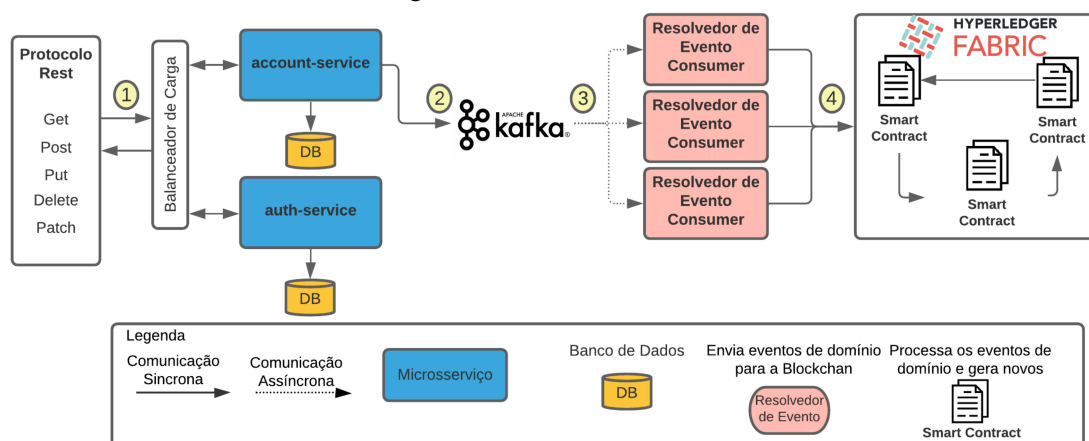 Protocolo
Rest
Get
Post
Put
Delete
Patch
1
Balanceador de Carga
account-service
DB
auth-service
DB
2
APACHE
kafka®
3
Resolvedor de
Evento
Consumer
Resolvedor de
Evento
Consumer
Resolvedor de
Evento
Consumer
4
HYPERLEDGER
FABRIC
Smart
Contract
Smart
Contract
Smart
Contract
Legenda
Comunicação
Sincrona
Comunicação
Assíncrona
Microsserviço
Banco de Dados
DB
Envia eventos de domínio
para a Blockchan
Resolvedor
de Evento
Processa os eventos de
domínio e gera novos
Smart Contract